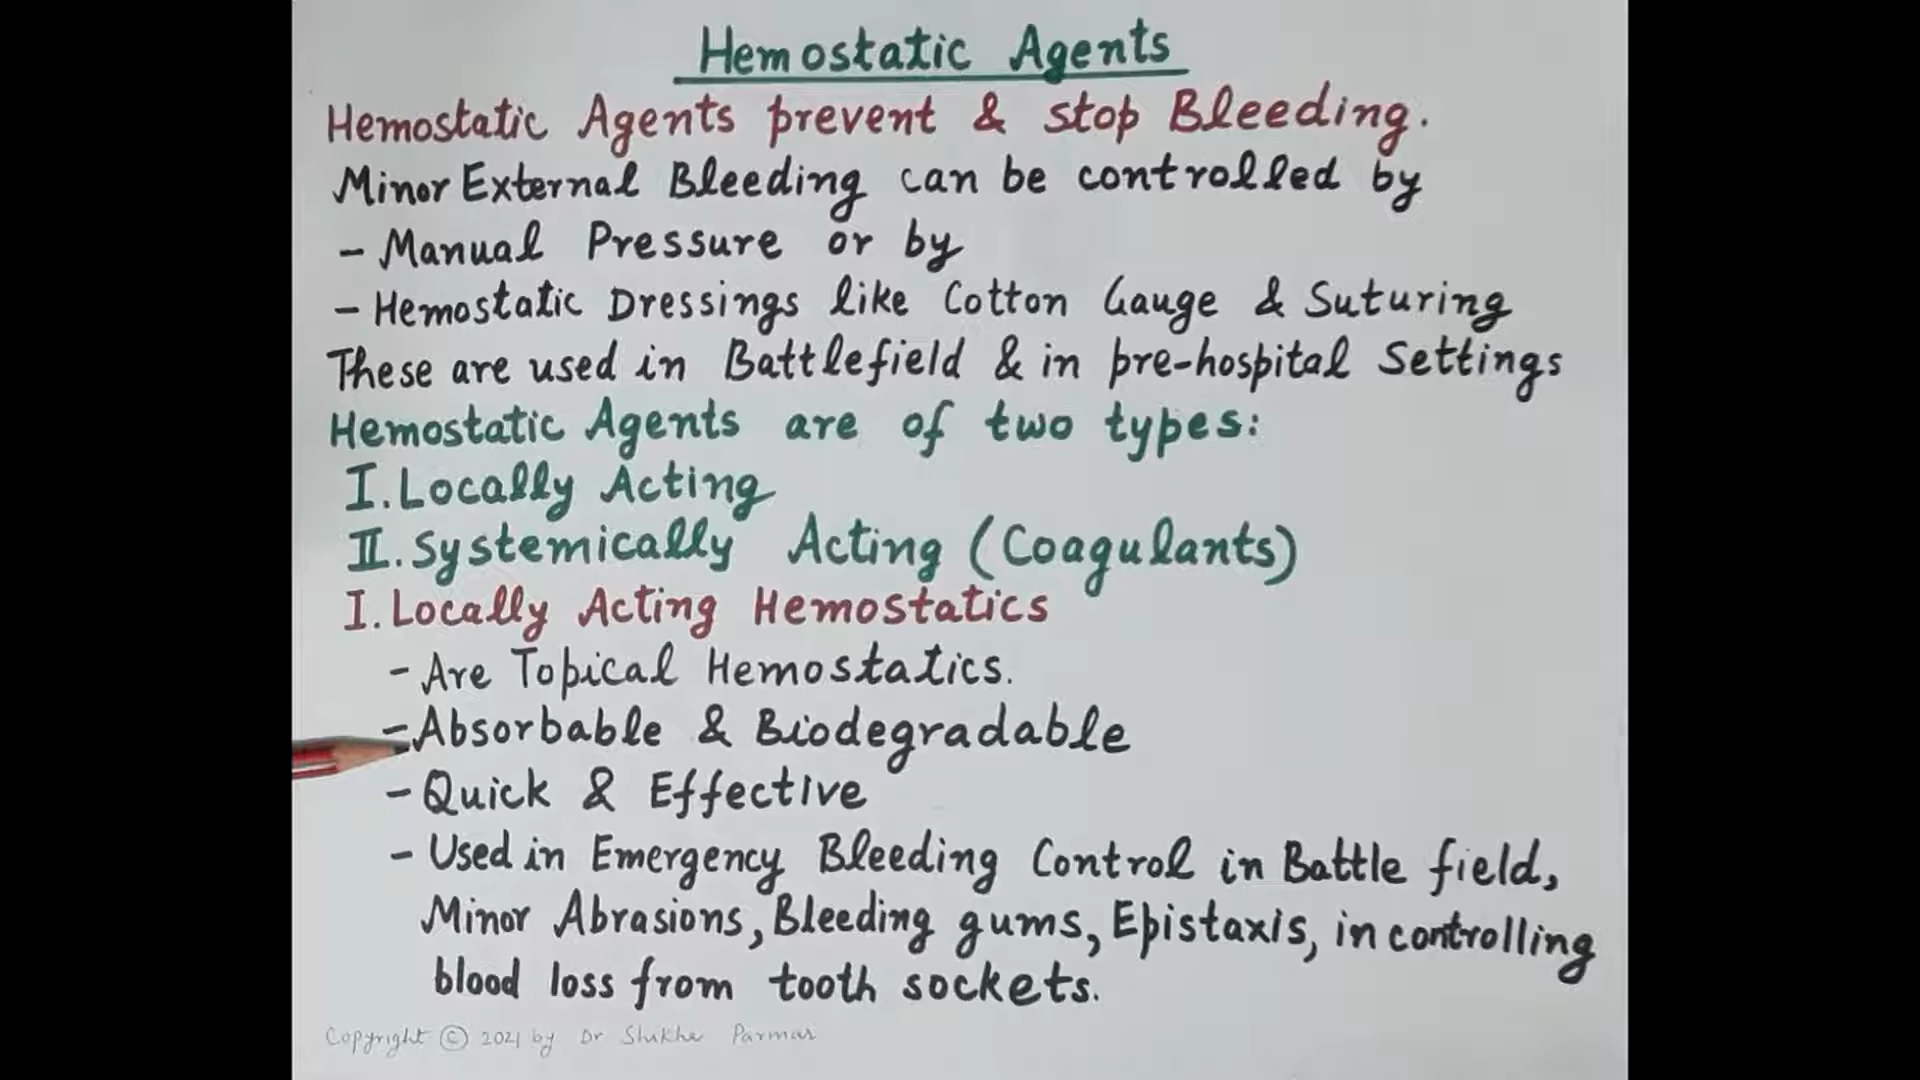 Hemostatic Agents
Hemostatic Agents prevent & stop Bleeding.
Minor External Bleeding can be controlled by
- Manual Pressure or by
- Hemostatic Dressings like Cotton Gauge & Suturing
These are used in Battlefield & in pre-hospital Settings
Hemostatic Agents are of two types:
I. Locally Acting
II. Systemically Acting (Coagulants)
I. Locally Acting Hemostatics
- Are Topical Hemostatics.
- Absorbable & Biodegradable
- Quick & Effective
- Used in Emergency Bleeding Control in Battle field,
Minor Abrasions, Bleeding gums, Epistaxis, in controlling
blood loss from tooth sockets.
Copyright © 2021 by Dr Shikha Parmar